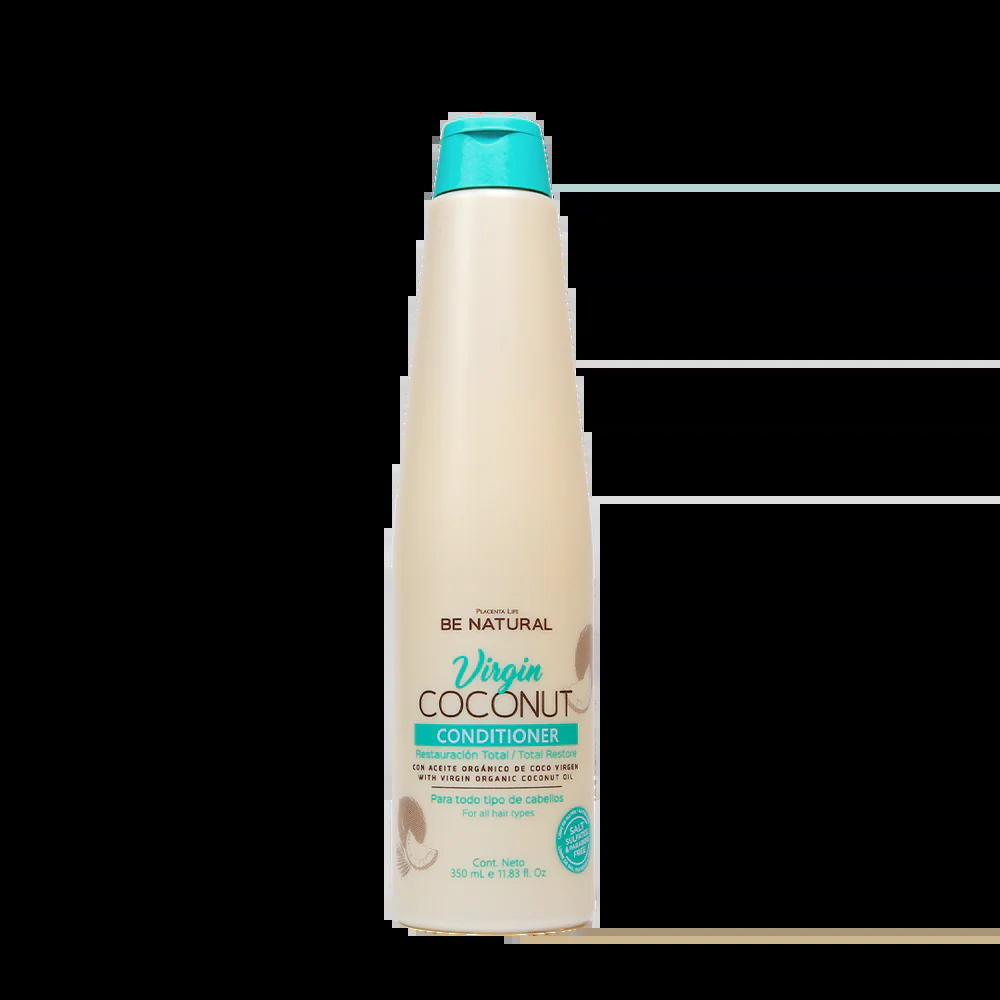 PLACENTA LIFE
BE NATURAL
Virgin
COCONUT
CONDITIONER
Restauración Total / Total Restore
CON ACEITE ORGÁNICO DE COCO VIRGEN
WITH VIRGIN ORGANIC COCONUT OIL
Para todo tipo de cabellos
For all hair types
SALT
SULFATES
& PARABENS
FREE
Cont. Neto
350 mL e 11.83 fl. Oz